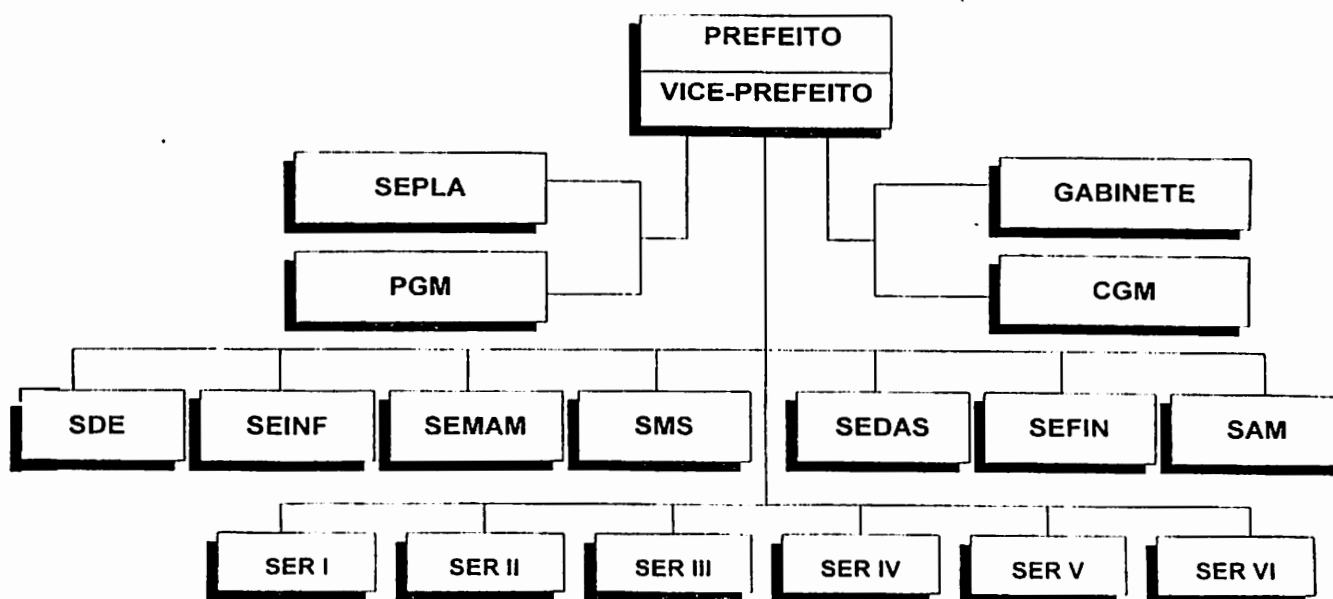 PREFEITO
VICE-PREFEITO
SEPLA
GABINETE
PGM
CGM
SDE
SEINF
SEMAM
SMS
SEDAS
SEFIN
SAM
SER I
SER II
SER III
SER IV
SER V
SER VI